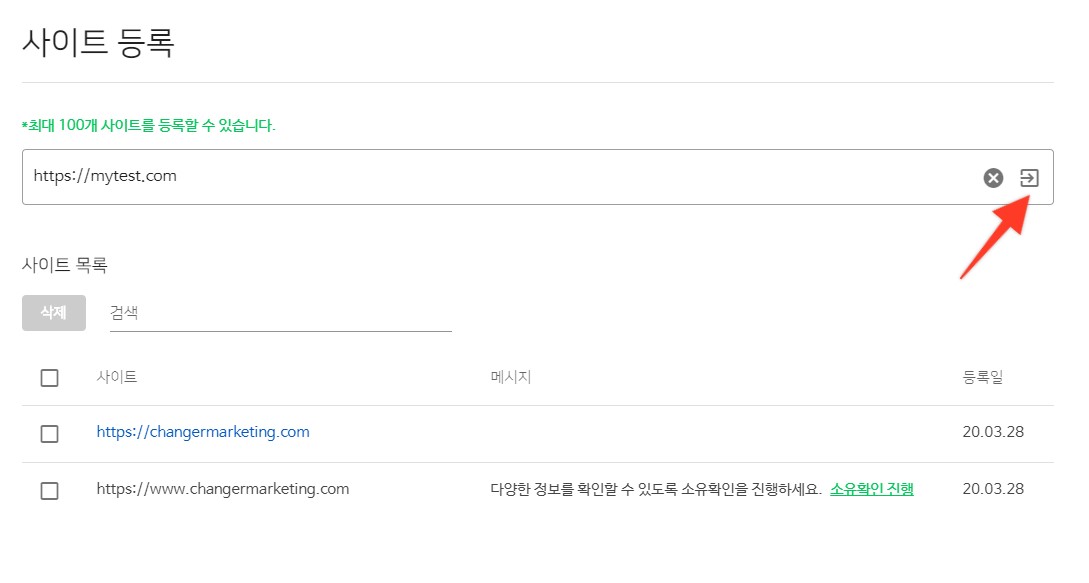 사이트 등록
*최대 100개 사이트를 등록할 수 있습니다.
https://mytest.com
사이트 목록
삭제 검색
사이트 메시지 등록일
https://changermarketing.com 20.03.28
https://www.changermarketing.com 다양한 정보를 확인할 수 있도록 소유확인을 진행하세요. 소유확인 진행 20.03.28